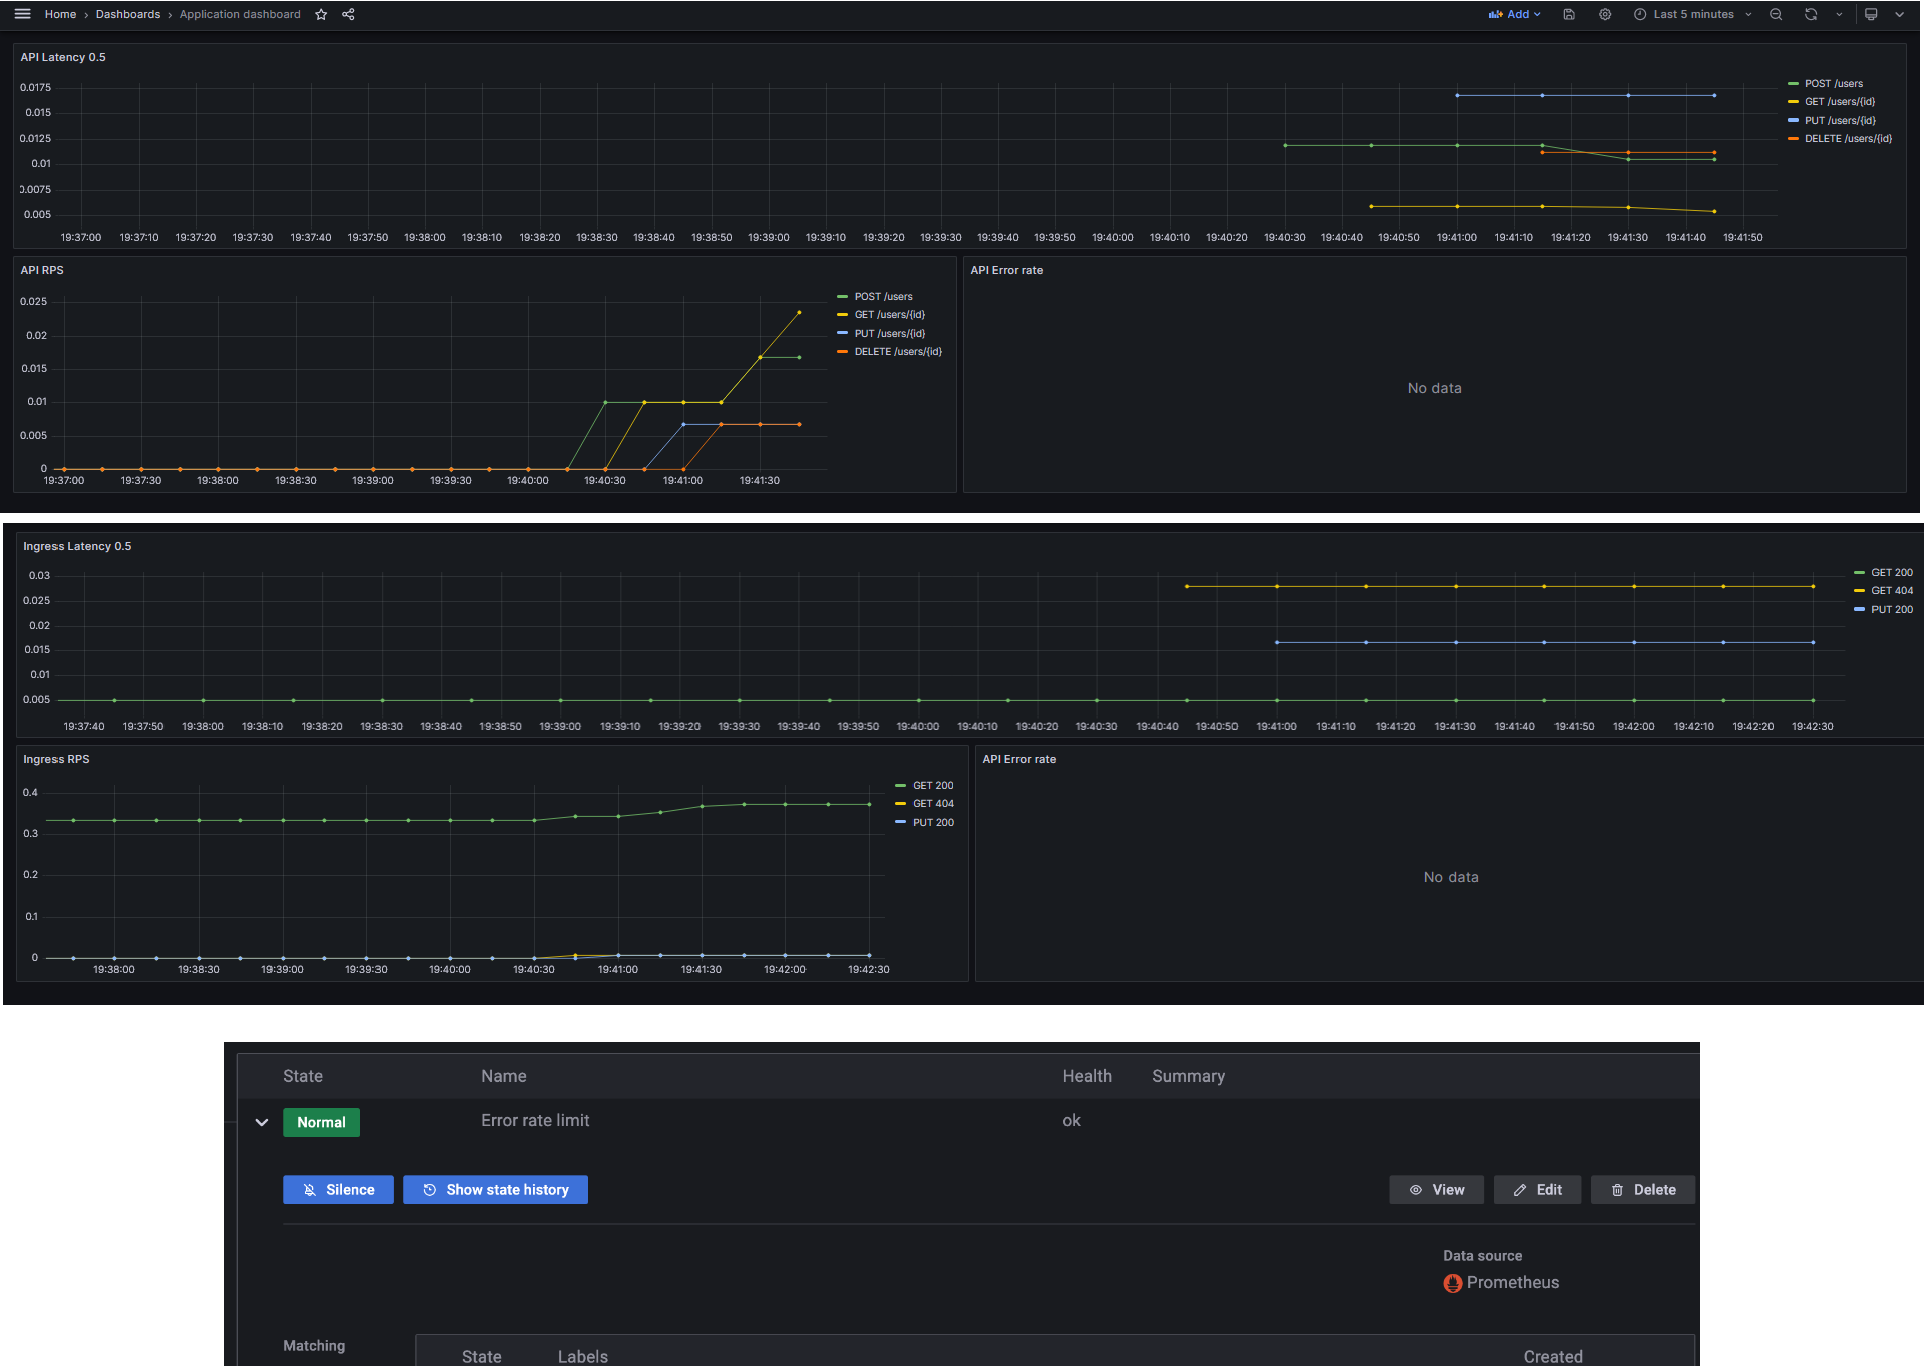 Home › Dashboards › Application dashboard
Add
Last 5 minutes
API Latency 0.5
0.0175
0.015
0.0125
0.01
0.0075
0.005
19:37:00 19:37:10 19:37:20 19:37:30 19:37:40 19:37:50 19:38:00 19:38:10 19:38:20 19:38:30 19:38:40 19:38:50 19:39:00 19:39:10 19:39:20 19:39:30 19:39:40 19:39:50 19:40:00 19:40:10 19:40:20 19:40:30 19:40:40 19:40:50 19:41:00 19:41:10 19:41:20 19:41:30 19:41:40 19:41:50
POST /users
GET /users/{id}
PUT /users/{id}
DELETE /users/{id}
API RPS
0.025
0.02
0.015
0.01
0.005
0
19:37:00 19:37:30 19:38:00 19:38:30 19:39:00 19:39:30 19:40:00 19:40:30 19:41:00 19:41:30
POST /users
GET /users/{id}
PUT /users/{id}
DELETE /users/{id}
API Error rate
No data
Ingress Latency 0.5
0.03
0.025
0.02
0.015
0.01
0.005
19:37:40 19:37:50 19:38:00 19:38:10 19:38:20 19:38:30 19:38:40 19:38:50 19:39:00 19:39:10 19:39:20 19:39:30 19:39:40 19:39:50 19:40:00 19:40:10 19:40:20 19:40:30 19:40:40 19:40:50 19:41:00 19:41:10 19:41:20 19:41:30 19:41:40 19:41:50 19:42:00 19:42:10 19:42:20 19:42:30
GET 200
GET 404
PUT 200
Ingress RPS
0.4
0.3
0.2
0.1
0
19:38:00 19:38:30 19:39:00 19:39:30 19:40:00 19:40:30 19:41:00 19:41:30 19:42:00 19:42:30
GET 200
GET 404
PUT 200
API Error rate
No data
State Name Health Summary
Normal Error rate limit ok
Silence Show state history View Edit Delete
Data source
Prometheus
Matching
State Labels Created